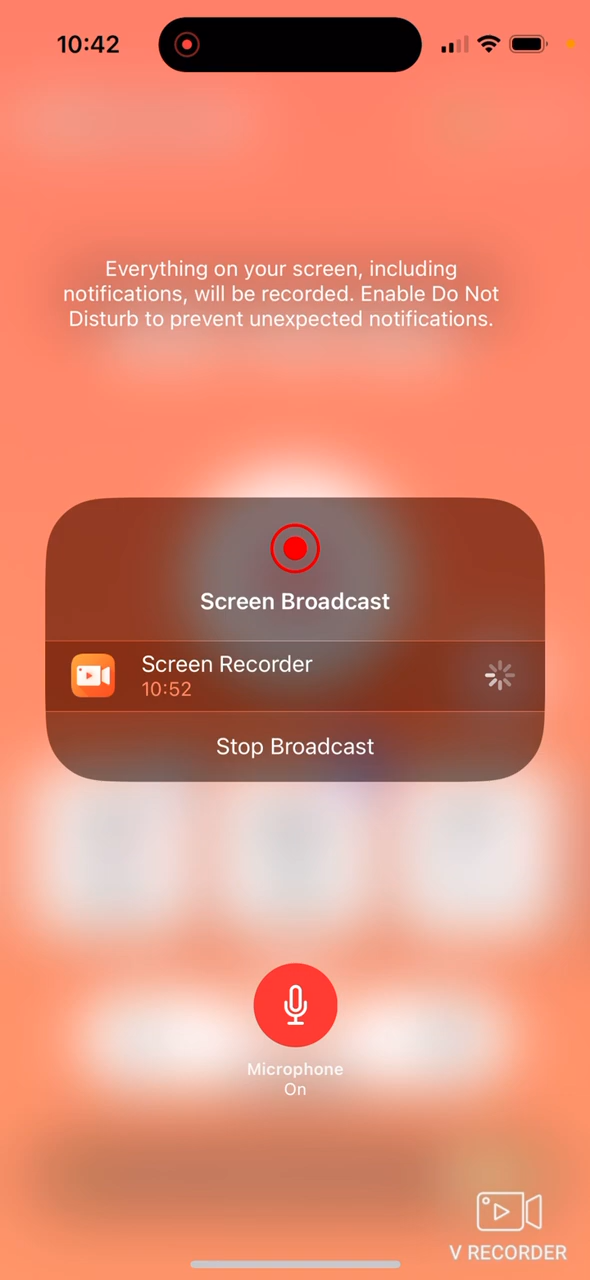 10:42
Everything on your screen, including
notifications, will be recorded. Enable Do Not
Disturb to prevent unexpected notifications.
Screen Broadcast
Screen Recorder
10:52
Stop Broadcast
Microphone
On
V RECORDER